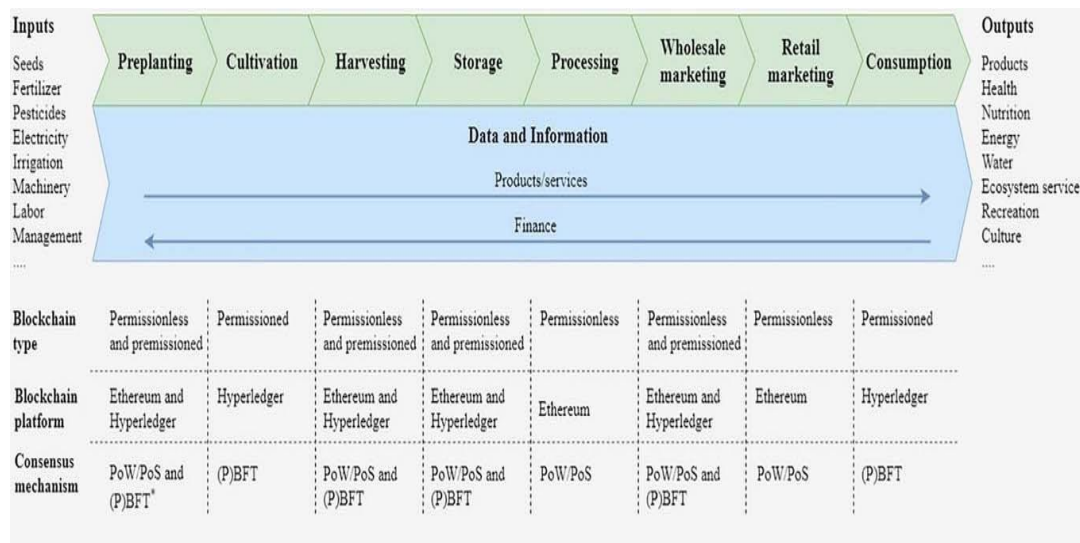 Inputs
Seeds
Fertilizer
Pesticides
Electricity
Irrigation
Machinery
Labor
Management
....
Preplanting
Cultivation
Harvesting
Storage
Processing
Wholesale
marketing
Retail
marketing
Consumption
Data and Information
Products/services
Finance
Outputs
Products
Health
Nutrition
Energy
Water
Ecosystem service
Recreation
Culture
....
Blockchain
type
Permissionless
and premissioned
Permissioned
Permissionless
and premissioned
Permissionless
and premissioned
Permissionless
Permissionless
and premissioned
Permissionless
Permissioned
Blockchain
platform
Ethereum and
Hyperledger
Hyperledger
Ethereum and
Hyperledger
Ethereum and
Hyperledger
Ethereum
Ethereum and
Hyperledger
Ethereum
Hyperledger
Consensus
mechanism
PoW/PoS and
(P)BFT*
(P)BFT
PoW/PoS and
(P)BFT
PoW/PoS and
(P)BFT
PoW/PoS
PoW/PoS and
(P)BFT
PoW/PoS
(P)BFT